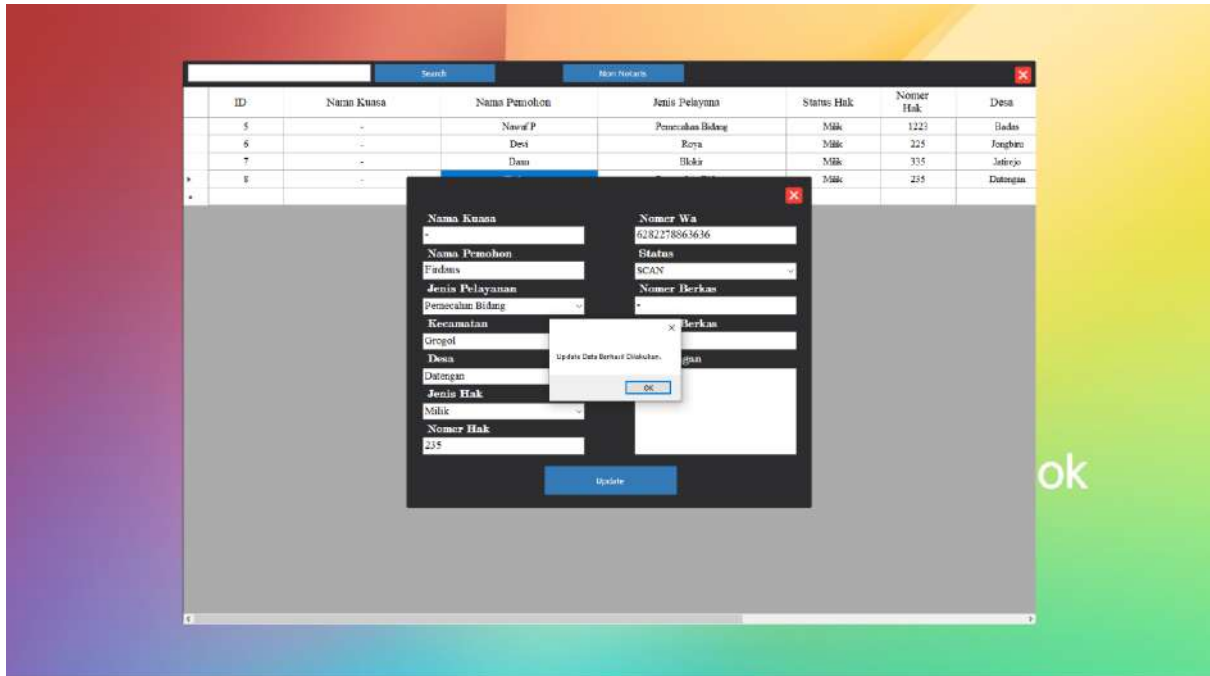 Search Non Notaris
ID Nama Kuasa Nama Pemohon Jenis Pelayana Status Hak Nomer Hak Desa
5 - Nawaf P Pemecahan Bidang Milik 1223 Badas
6 - Devi Roya Milik 225 Jongbiru
7 - Dana Blokir Milik 335 Jatirejo
8 - Milik 235 Datengan
Nama Kuasa
-
Nama Pemohon
Firdaus
Jenis Pelayanan
Pemecahan Bidang
Kecamatan
Grogol
Desa
Datengan
Jenis Hak
Milik
Nomer Hak
235
Nomer Wa
6282278863636
Status
SCAN
Nomer Berkas
-
Berkas
gan
Update Data Berhasil Dilakukan.
OK
Update
ok